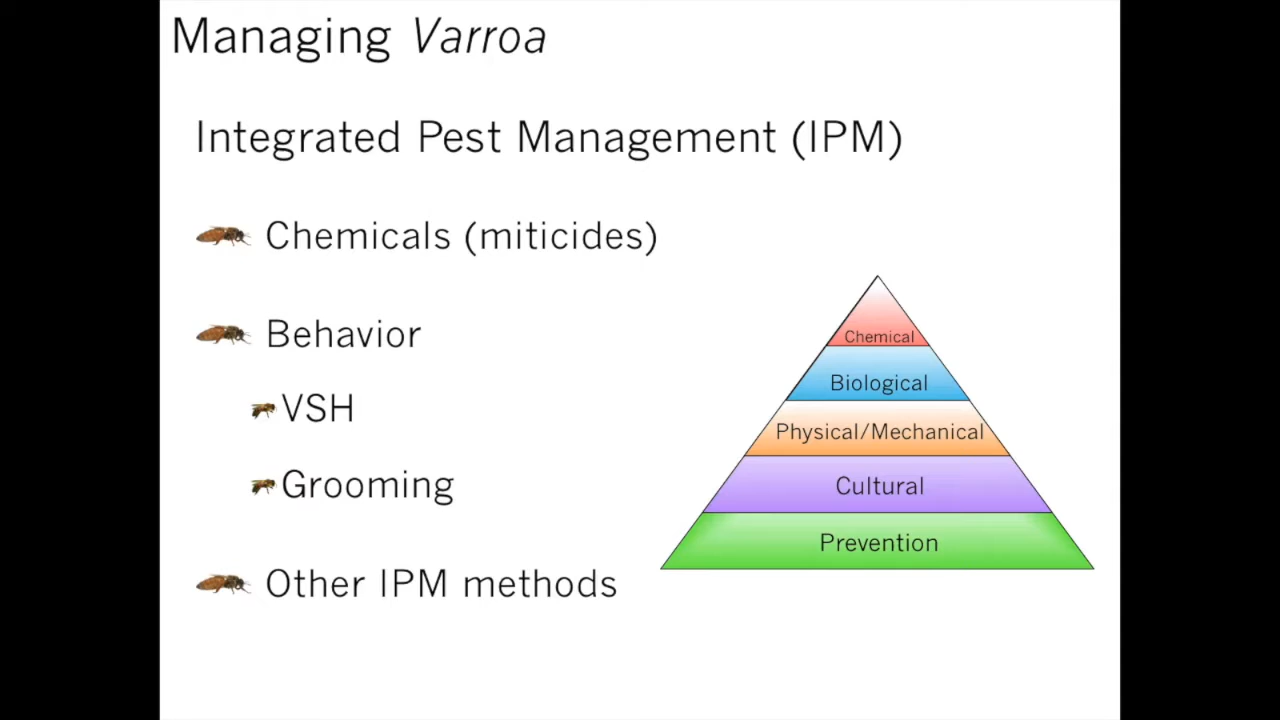 Managing Varroa
Integrated Pest Management (IPM)
Chemicals (miticides)
Behavior
VSH
Grooming
Other IPM methods
Chemical
Biological
Physical/Mechanical
Cultural
Prevention